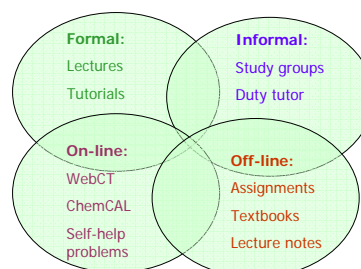 Formal:
Lectures
Tutorials
Informal:
Study groups
Duty tutor
On-line:
WebCT
ChemCAL
Self-help
problems
Off-line:
Assignments
Textbooks
Lecture notes